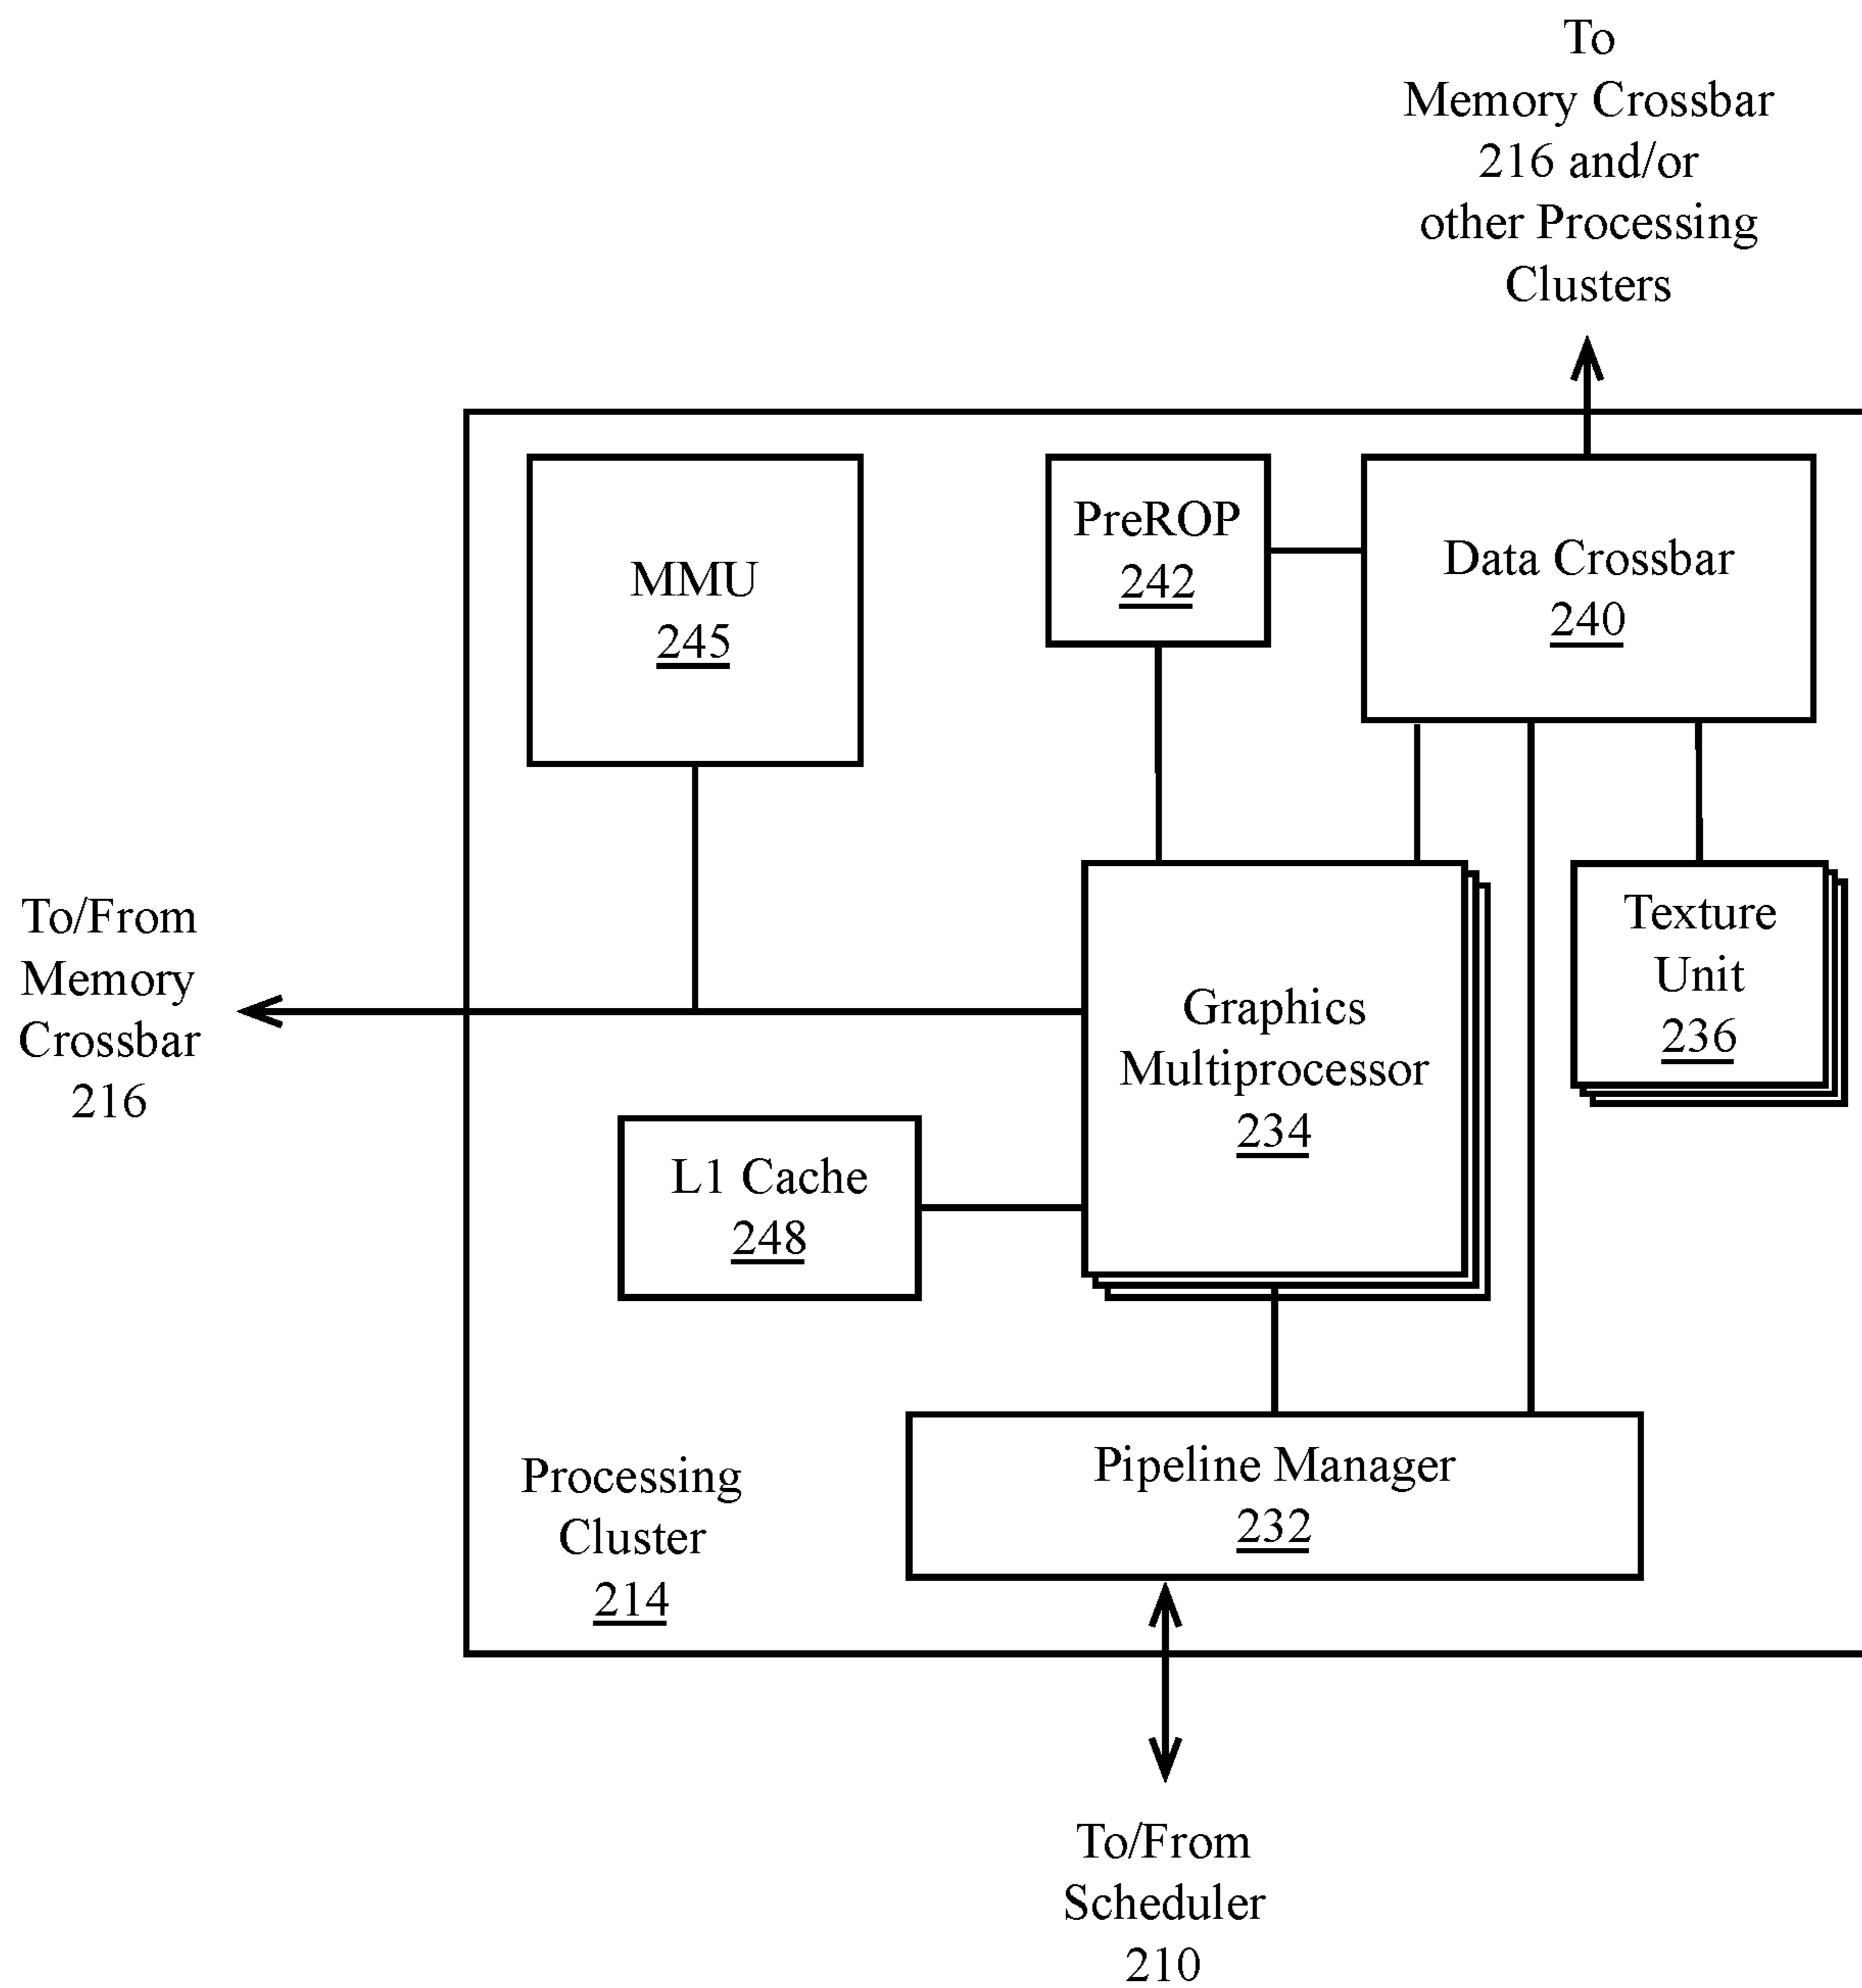 To
Memory Crossbar
216 and/or
other Processing
Clusters
MMU
245
PreROP
242
Data Crossbar
240
To/From
Memory
Crossbar
216
Graphics
Multiprocessor
234
Texture
Unit
236
L1 Cache
248
Processing
Cluster
214
Pipeline Manager
232
To/From
Scheduler
210